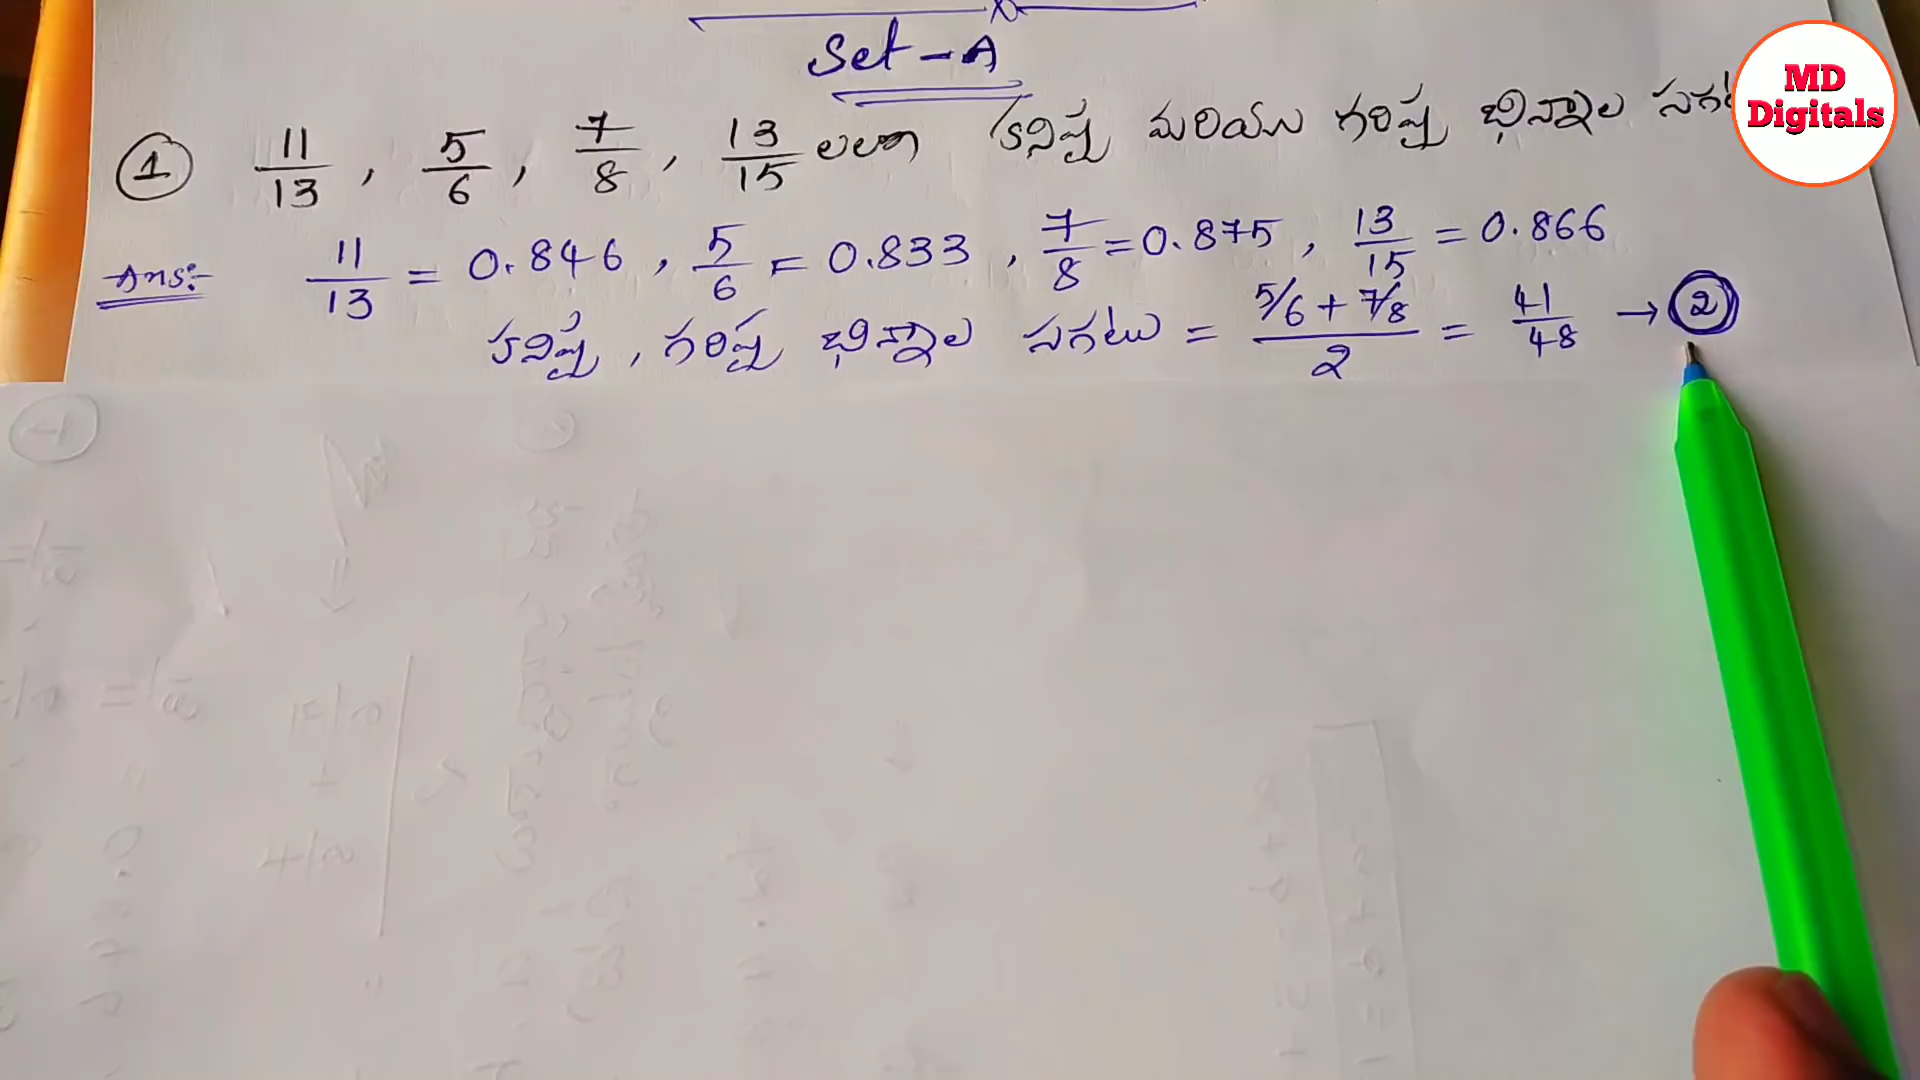 Set-A
① 11/13, 5/6, 7/8, 13/15 లలో కనిష్ఠ మరియు గరిష్ఠ భిన్నాల
MD Digitals
Ans:- 11/13 = 0.846, 5/6 = 0.833, 7/8 = 0.875, 13/15 = 0.866
కనిష్ఠ, గరిష్ఠ భిన్నాల సగటు = (5/6 + 7/8)/2 = 41/48 → ②